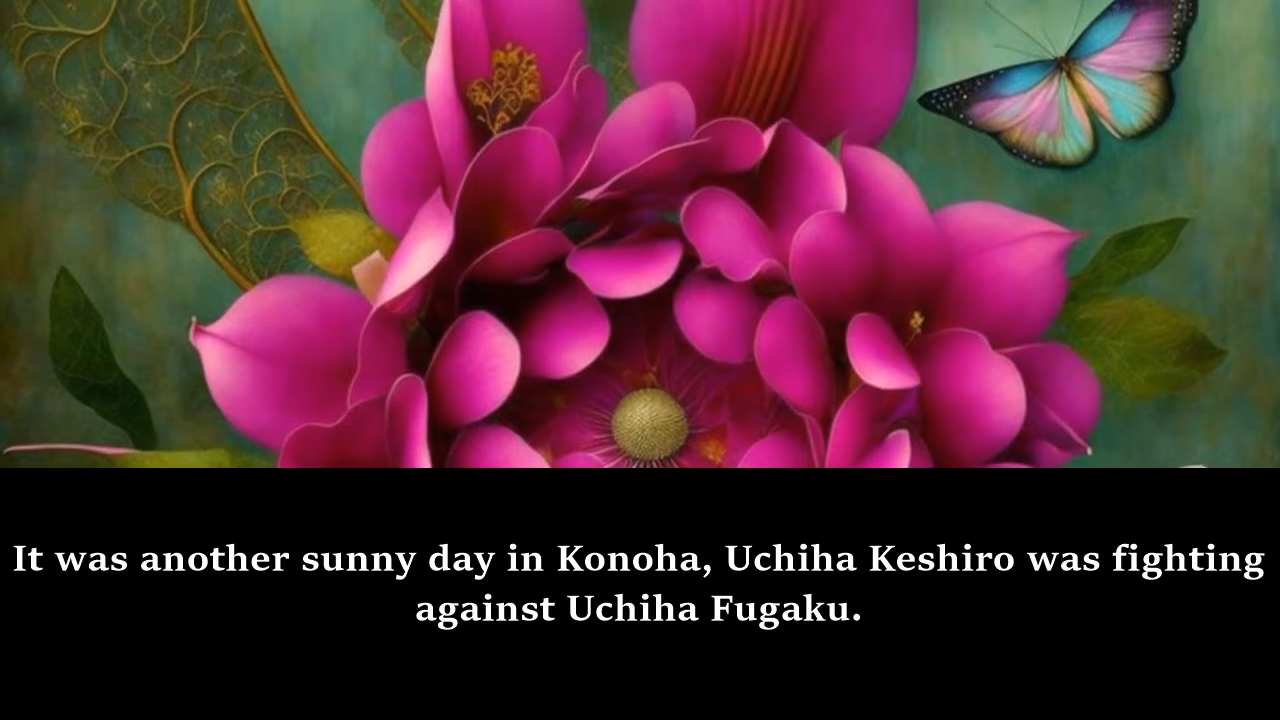 It was another sunny day in Konoha, Uchiha Keshiro was fighting
against Uchiha Fugaku.